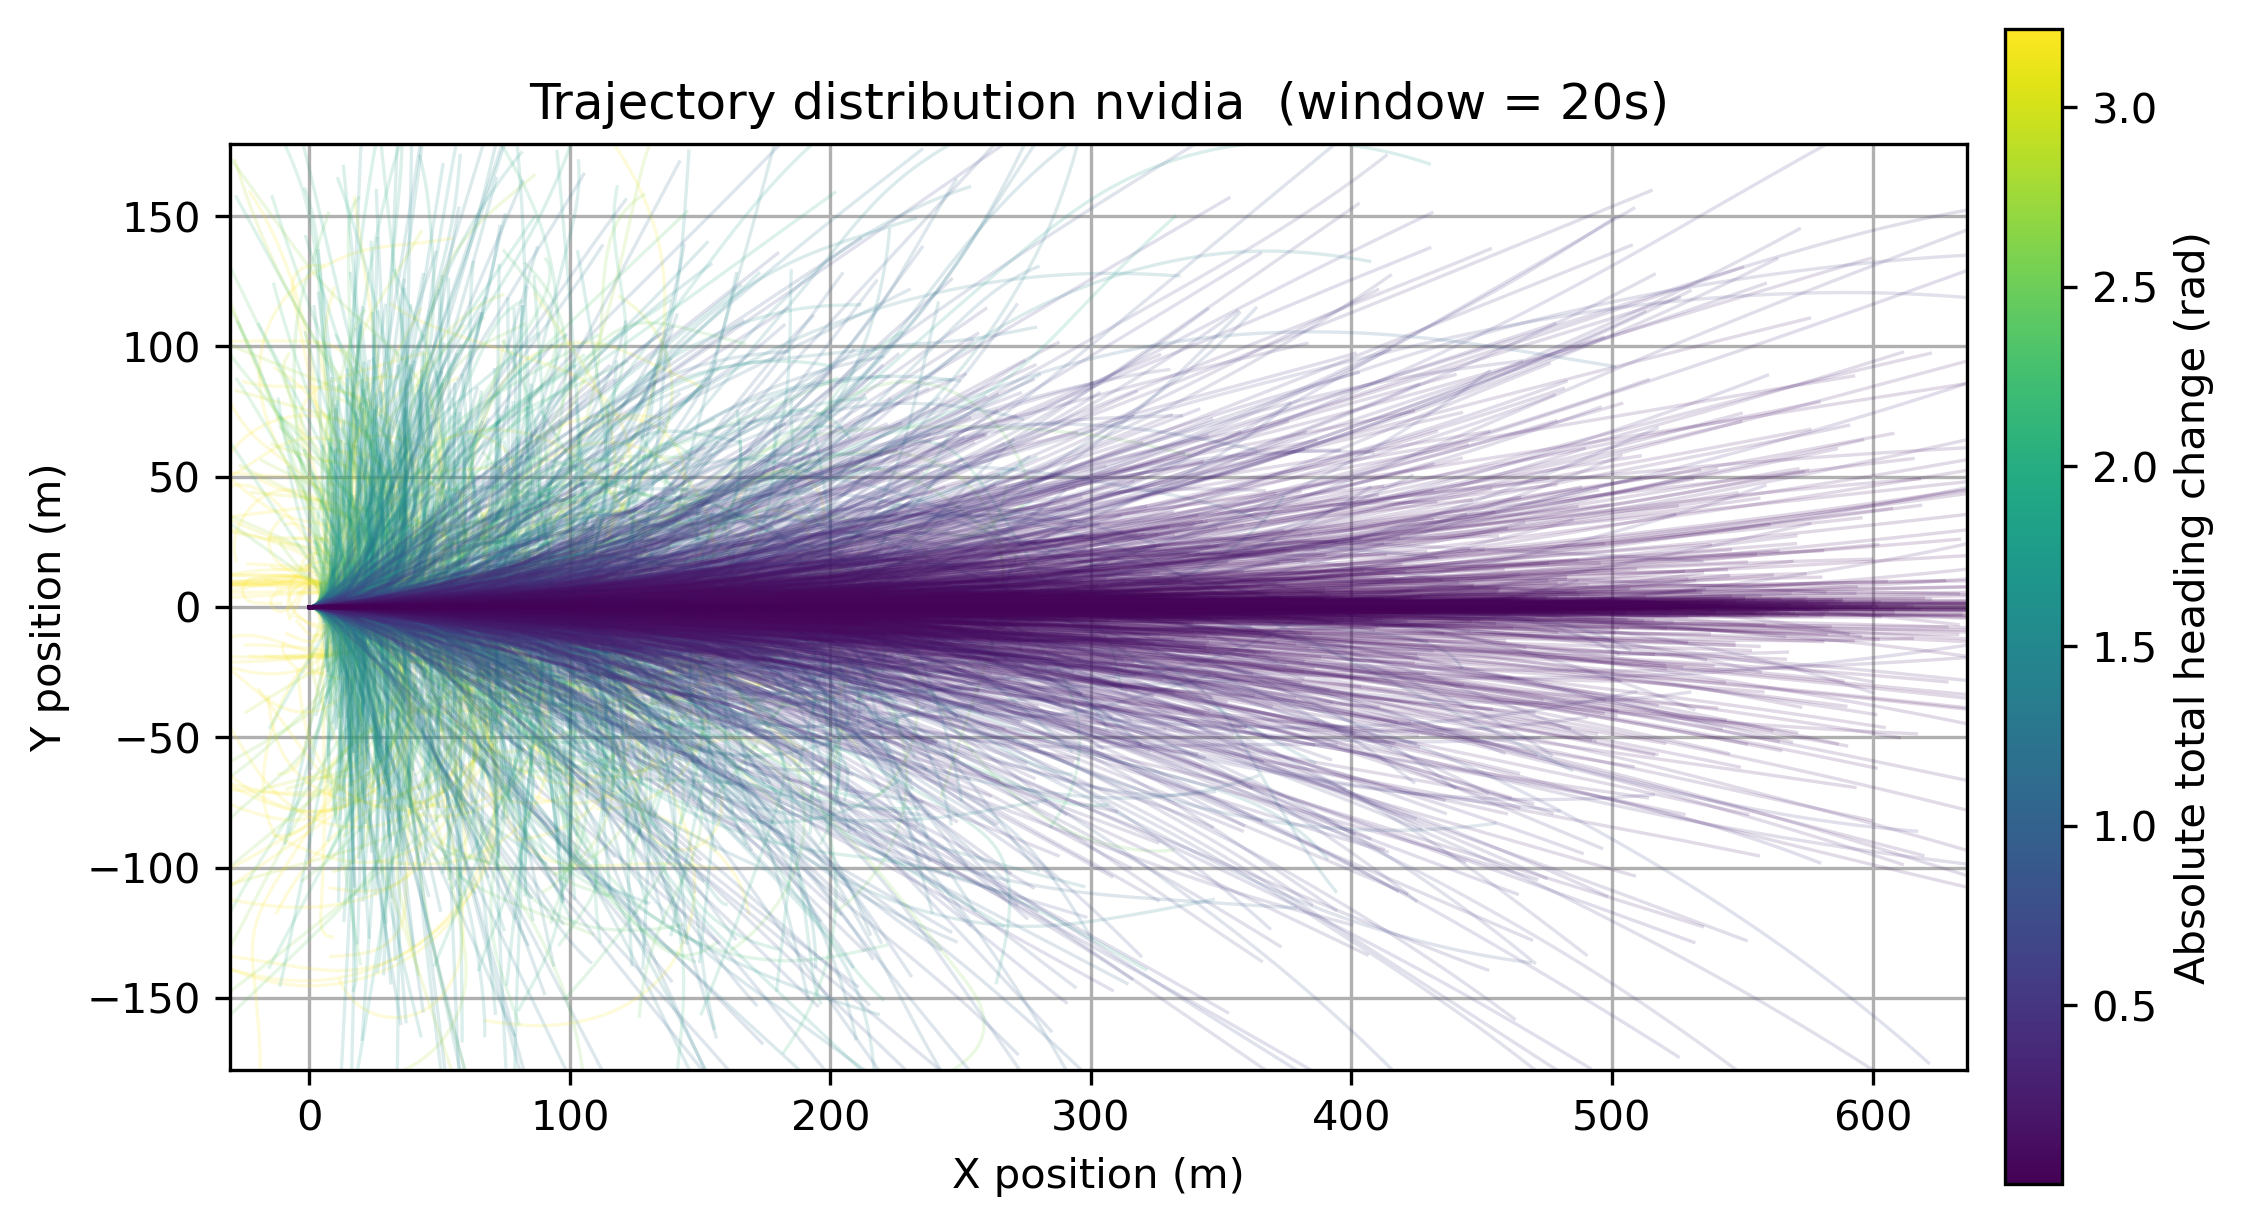 Trajectory distribution nvidia  (window = 20s)
150
100
50
0
−50
−100
−150
Y position (m)
0 100 200 300 400 500 600
X position (m)
3.0
2.5
2.0
1.5
1.0
0.5
Absolute total heading change (rad)